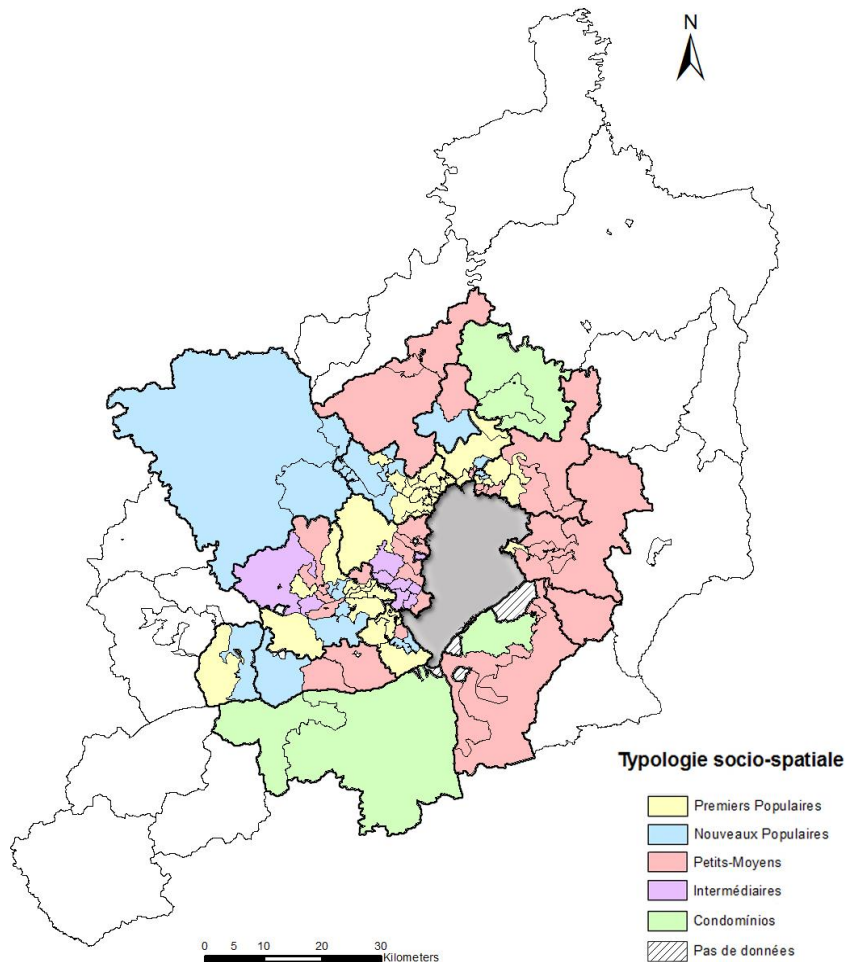 N
Typologie socio-spatiale
Premiers Populaires
Nouveaux Populaires
Petits-Moyens
Intermédiaires
Condomínios
Pas de données
0 5 10 20 30
Kilometers